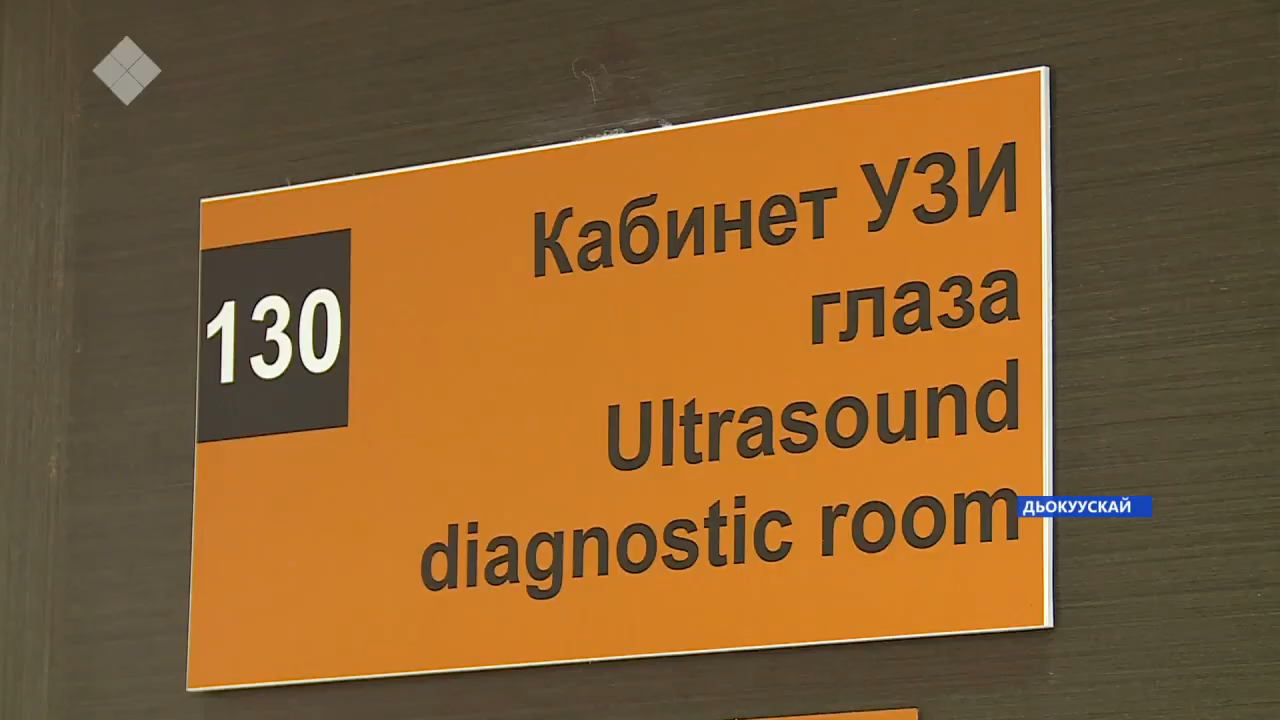 130
Кабинет УЗИ
глаза
Ultrasound
diagnostic room
ДЬОКУУСКАЙ